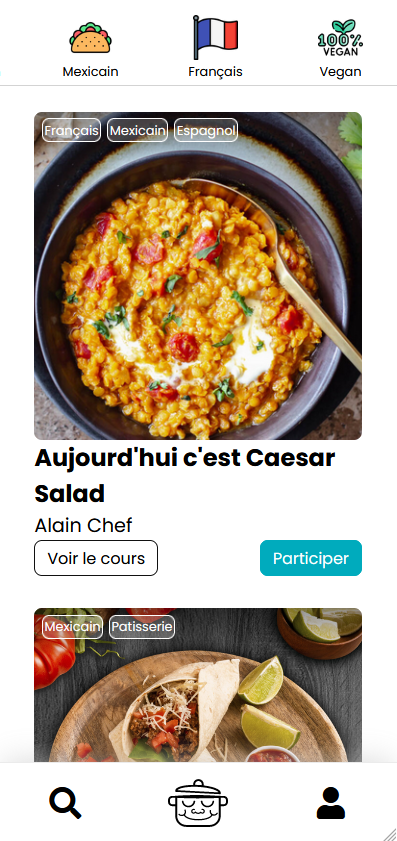 Mexicain
Français
100%
VEGAN
Vegan
Français Mexicain Espagnol
Aujourd'hui c'est Caesar
Salad
Alain Chef
Voir le cours
Participer
Mexicain Patisserie